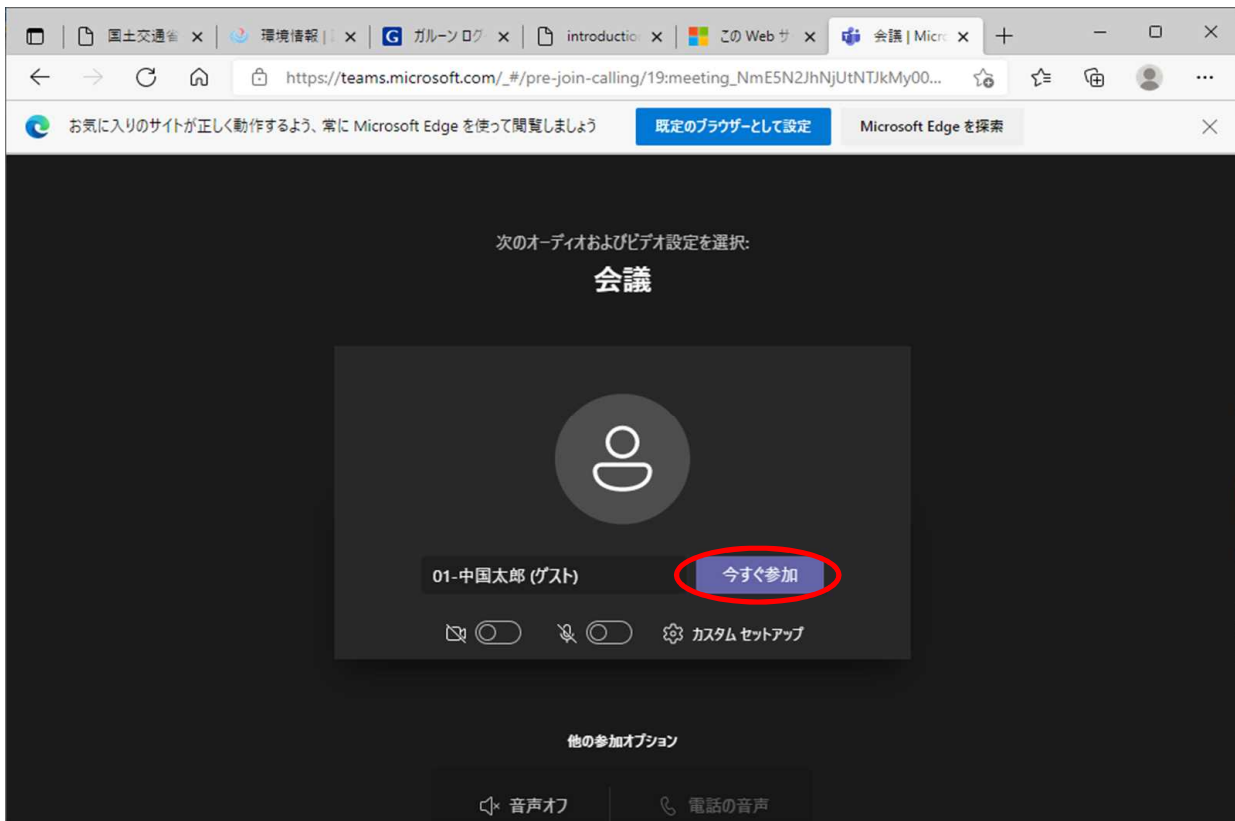 国土交通省
環境情報 |
G ガルーン ログ
introductio
この Web サ
会議 | Micro
https://teams.microsoft.com/_#/pre-join-calling/19:meeting_NmE5N2JhNjUtNTJkMy00...
お気に入りのサイトが正しく動作するよう、常に Microsoft Edge を使って閲覧しましょう
既定のブラウザーとして設定
Microsoft Edge を探索
次のオーディオおよびビデオ設定を選択:
会議
01-中国太郎 (ゲスト)
今すぐ参加
カスタム セットアップ
他の参加オプション
音声オフ
電話の音声